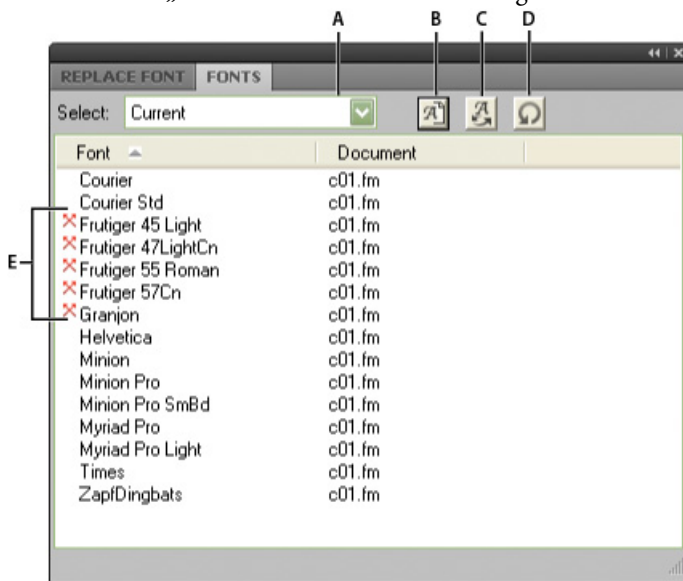 A B C D
REPLACE FONT FONTS
Select: Current
Font Document
Courier c01.fm
Courier Std c01.fm
Frutiger 45 Light c01.fm
Frutiger 47LightCn c01.fm
E Frutiger 55 Roman c01.fm
Frutiger 57Cn c01.fm
Granjon c01.fm
Helvetica c01.fm
Minion c01.fm
Minion Pro c01.fm
Minion Pro SmBd c01.fm
Myriad Pro c01.fm
Myriad Pro Light c01.fm
Times c01.fm
ZapfDingbats c01.fm